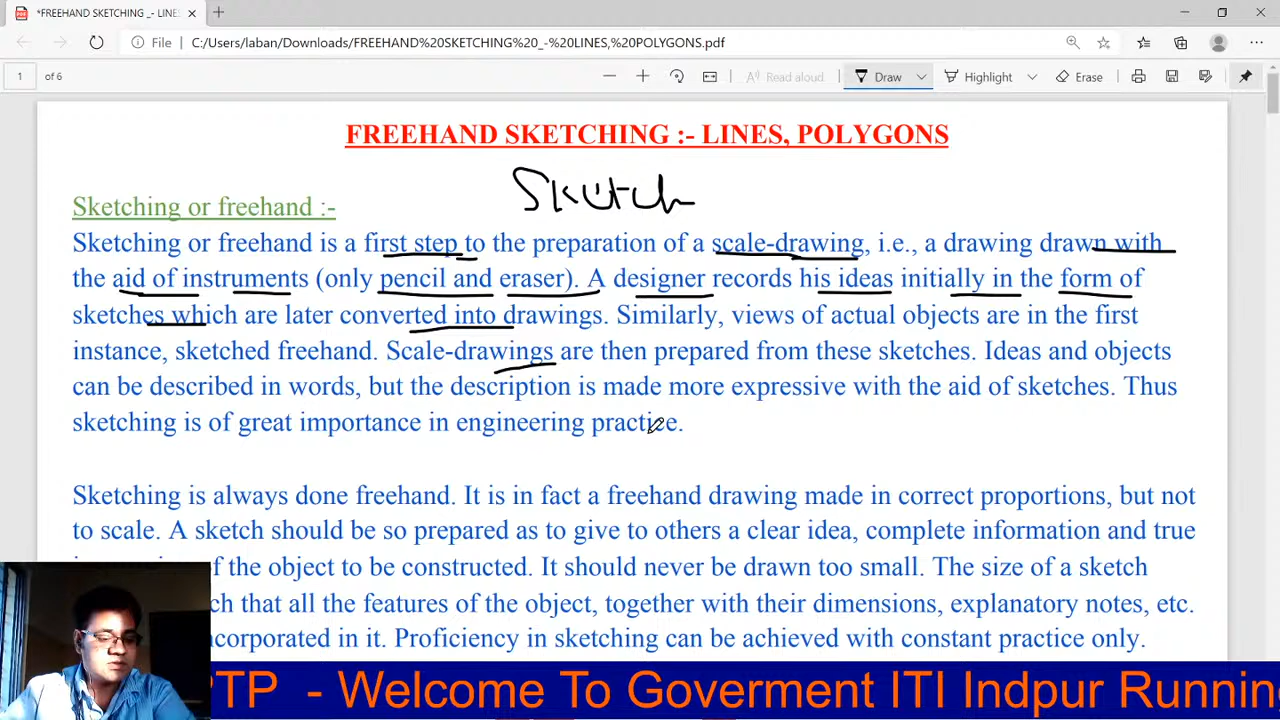 *FREEHAND SKETCHING _- LINE
File C:/Users/laban/Downloads/FREEHAND%20SKETCHING%20_-%20LINES,%20POLYGONS.pdf
1 of 6 Read aloud Draw Highlight Erase
FREEHAND SKETCHING :- LINES, POLYGONS
Sketch
Sketching or freehand :-
Sketching or freehand is a first step to the preparation of a scale-drawing, i.e., a drawing drawn with
the aid of instruments (only pencil and eraser). A designer records his ideas initially in the form of
sketches which are later converted into drawings. Similarly, views of actual objects are in the first
instance, sketched freehand. Scale-drawings are then prepared from these sketches. Ideas and objects
can be described in words, but the description is made more expressive with the aid of sketches. Thus
sketching is of great importance in engineering practice.
Sketching is always done freehand. It is in fact a freehand drawing made in correct proportions, but not
to scale. A sketch should be so prepared as to give to others a clear idea, complete information and true
of the object to be constructed. It should never be drawn too small. The size of a sketch
that all the features of the object, together with their dimensions, explanatory notes, etc.
in it. Proficiency in sketching can be achieved with constant practice only.
PTP - Welcome To Goverment ITI Indpur Runnin